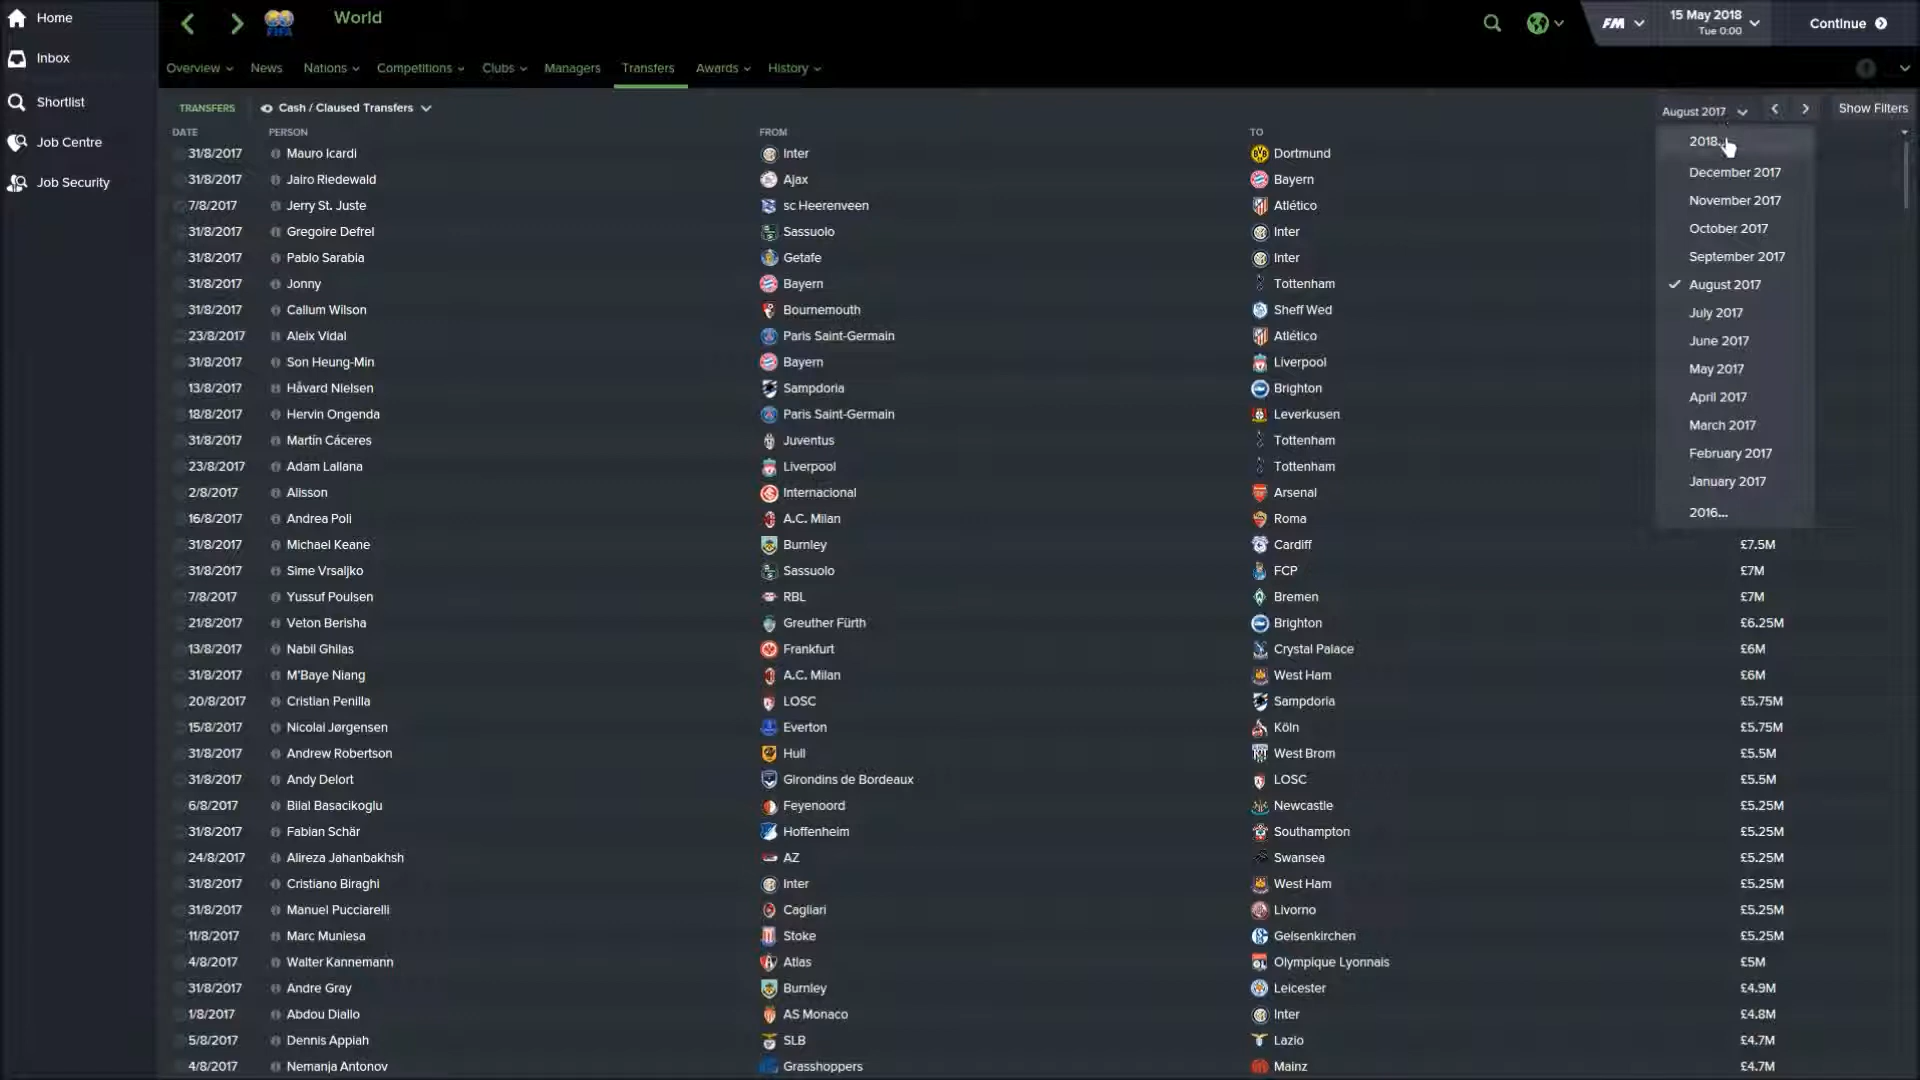 Home
Inbox
Shortlist
Job Centre
Job Security
World
FM
15 May 2018
Tue 0:00
Continue
Overview News Nations Competitions Clubs Managers Transfers Awards History
TRANSFERS Cash / Claused Transfers August 2017 Show Filters
DATE PERSON FROM TO
31/8/2017 Mauro Icardi Inter Dortmund
31/8/2017 Jairo Riedewald Ajax Bayern
7/8/2017 Jerry St. Juste sc Heerenveen Atlético
31/8/2017 Gregoire Defrel Sassuolo Inter
31/8/2017 Pablo Sarabia Getafe Inter
31/8/2017 Jonny Bayern Tottenham
31/8/2017 Callum Wilson Bournemouth Sheff Wed
23/8/2017 Aleix Vidal Paris Saint-Germain Atlético
31/8/2017 Son Heung-Min Bayern Liverpool
13/8/2017 Håvard Nielsen Sampdoria Brighton
18/8/2017 Hervin Ongenda Paris Saint-Germain Leverkusen
31/8/2017 Martín Cáceres Juventus Tottenham
23/8/2017 Adam Lallana Liverpool Tottenham
2/8/2017 Alisson Internacional Arsenal
16/8/2017 Andrea Poli A.C. Milan Roma
31/8/2017 Michael Keane Burnley Cardiff £7.5M
31/8/2017 Sime Vrsaljko Sassuolo FCP £7M
7/8/2017 Yussuf Poulsen RBL Bremen £7M
21/8/2017 Veton Berisha Greuther Fürth Brighton £6.25M
13/8/2017 Nabil Ghilas Frankfurt Crystal Palace £6M
31/8/2017 M'Baye Niang A.C. Milan West Ham £6M
20/8/2017 Cristian Penilla LOSC Sampdoria £5.75M
15/8/2017 Nicolai Jørgensen Everton Köln £5.75M
31/8/2017 Andrew Robertson Hull West Brom £5.5M
31/8/2017 Andy Delort Girondins de Bordeaux LOSC £5.5M
6/8/2017 Bilal Basacikoglu Feyenoord Newcastle £5.25M
31/8/2017 Fabian Schär Hoffenheim Southampton £5.25M
24/8/2017 Alireza Jahanbakhsh AZ Swansea £5.25M
31/8/2017 Cristiano Biraghi Inter West Ham £5.25M
31/8/2017 Manuel Pucciarelli Cagliari Livorno £5.25M
11/8/2017 Marc Muniesa Stoke Gelsenkirchen £5.25M
4/8/2017 Walter Kannemann Atlas Olympique Lyonnais £5M
31/8/2017 Andre Gray Burnley Leicester £4.9M
1/8/2017 Abdou Diallo AS Monaco Inter £4.8M
5/8/2017 Dennis Appiah SLB Lazio £4.7M
4/8/2017 Nemanja Antonov Grasshoppers Mainz £4.7M
2018...
December 2017
November 2017
October 2017
September 2017
August 2017
July 2017
June 2017
May 2017
April 2017
March 2017
February 2017
January 2017
2016...